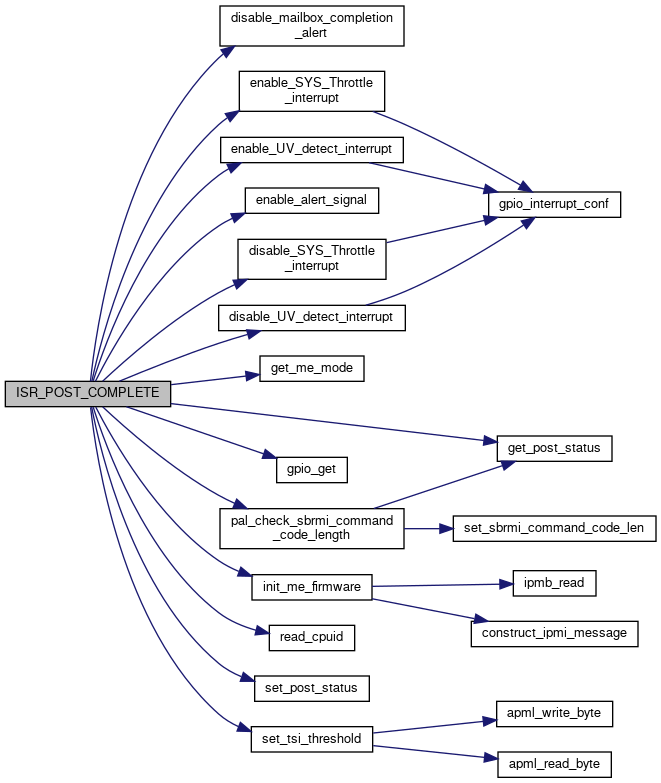 disable_mailbox_completion
_alert
enable_SYS_Throttle
_interrupt
enable_UV_detect_interrupt
enable_alert_signal
gpio_interrupt_conf
disable_SYS_Throttle
_interrupt
disable_UV_detect_interrupt
get_me_mode
ISR_POST_COMPLETE
get_post_status
gpio_get
pal_check_sbrmi_command
_code_length
set_sbrmi_command_code_len
init_me_firmware
ipmb_read
construct_ipmi_message
read_cpuid
set_post_status
set_tsi_threshold
apml_write_byte
apml_read_byte